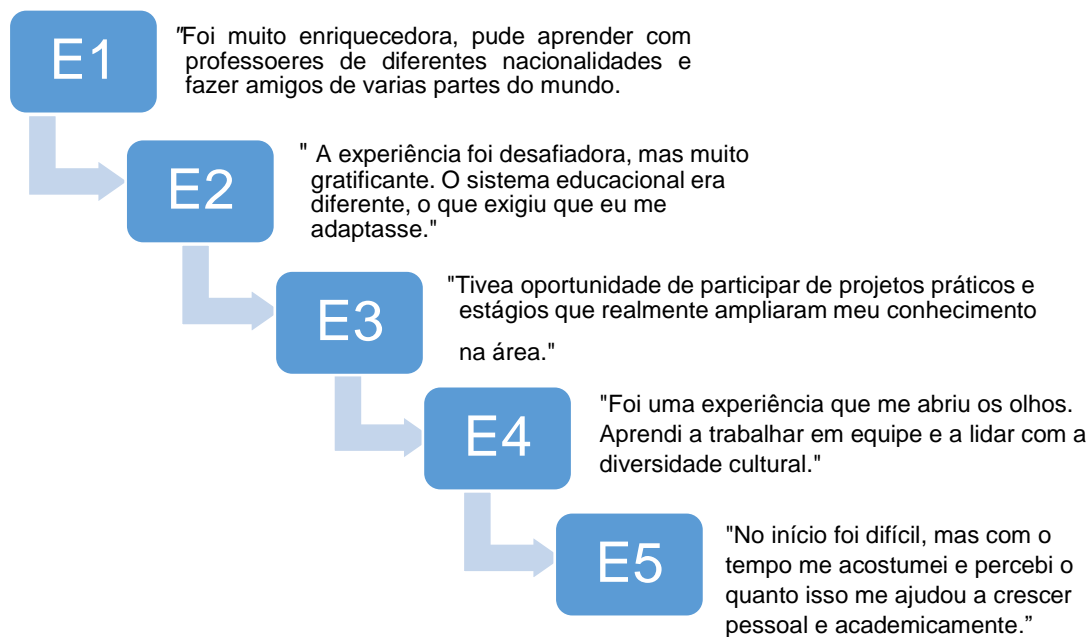 E1
"Foi muito enriquecedora, pude aprender com
professoeres de diferentes nacionalidades e
fazer amigos de varias partes do mundo.
E2
" A experiência foi desafiadora, mas muito
gratificante. O sistema educacional era
diferente, o que exigiu que eu me
adaptasse."
E3
"Tivea oportunidade de participar de projetos práticos e
estágios que realmente ampliaram meu conhecimento
na área."
E4
"Foi uma experiência que me abriu os olhos.
Aprendi a trabalhar em equipe e a lidar com a
diversidade cultural."
E5
"No início foi difícil, mas com o
tempo me acostumei e percebi o
quanto isso me ajudou a crescer
pessoal e academicamente.”